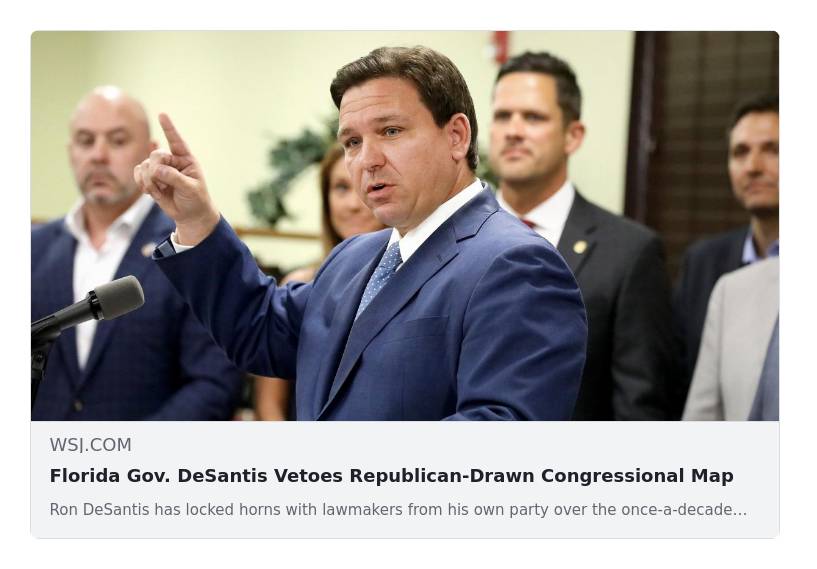 WSJ.COM
Florida Gov. DeSantis Vetoes Republican-Drawn Congressional Map
Ron DeSantis has locked horns with lawmakers from his own party over the once-a-decade...